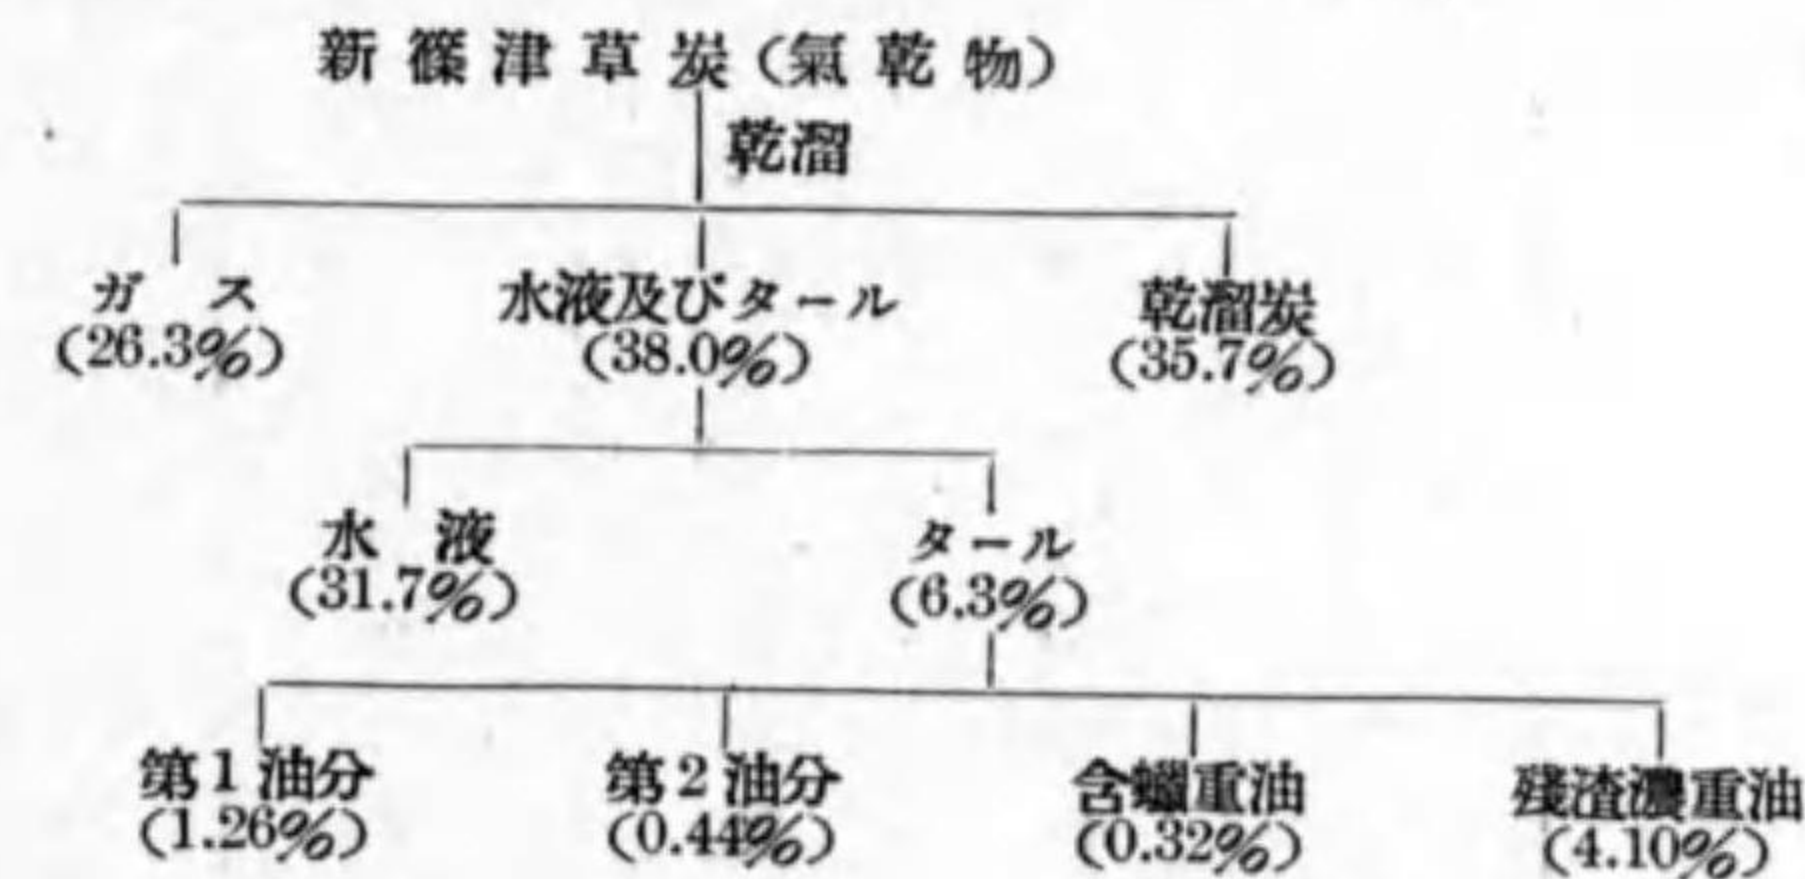 新篠津草炭(氣乾物)
乾溜
ガス
(26.3%)
水液及びタール
(38.0%)
乾溜炭
(35.7%)
水液
(31.7%)
タール
(6.3%)
第1油分
(1.26%)
第2油分
(0.44%)
含蠟重油
(0.32%)
殘渣濃重油
(4.10%)